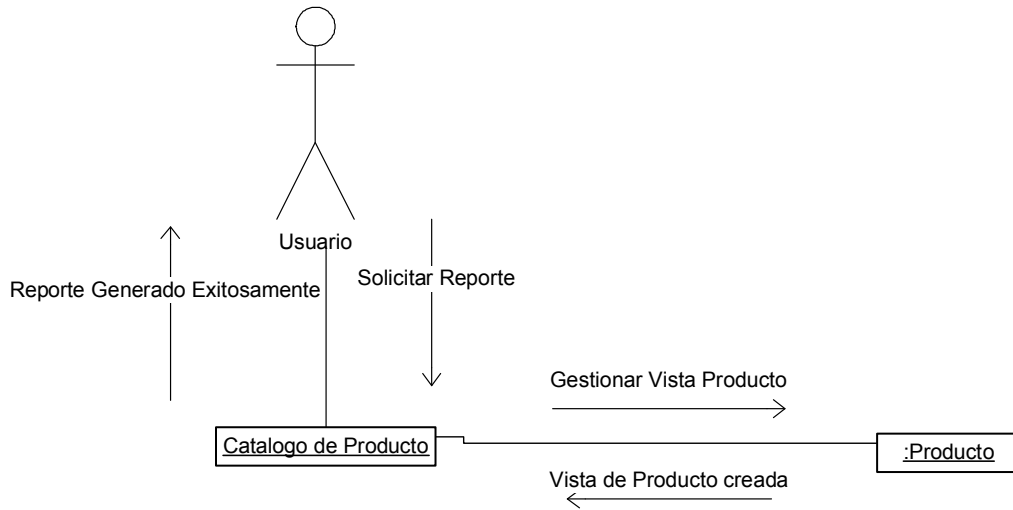 Usuario
Reporte Generado Exitosamente
Solicitar Reporte
Gestionar Vista Producto
Catalogo de Producto
:Producto
Vista de Producto creada